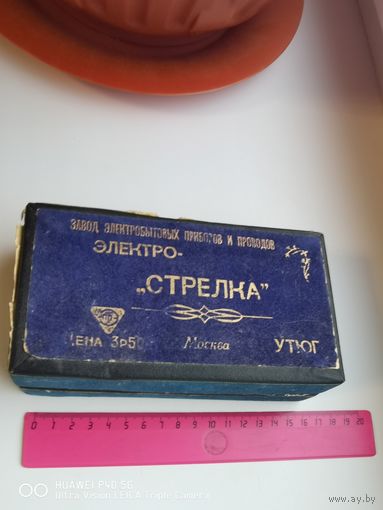 ЗАВОД ЭЛЕКТРОБЫТОВЫХ ПРИБОРОВ И ПРОВОДОВ
ЭЛЕКТРО-
„СТРЕЛКА"
ЦЕНА 3р5
Москва
УТЮГ
0 1 2 3 4 5 6 7 8 9 10 11 12 13 14 15 16 17 18 19 20
HUAWEI P40 5G
Ultra Vision LEICA Triple Camera
www.ay.by